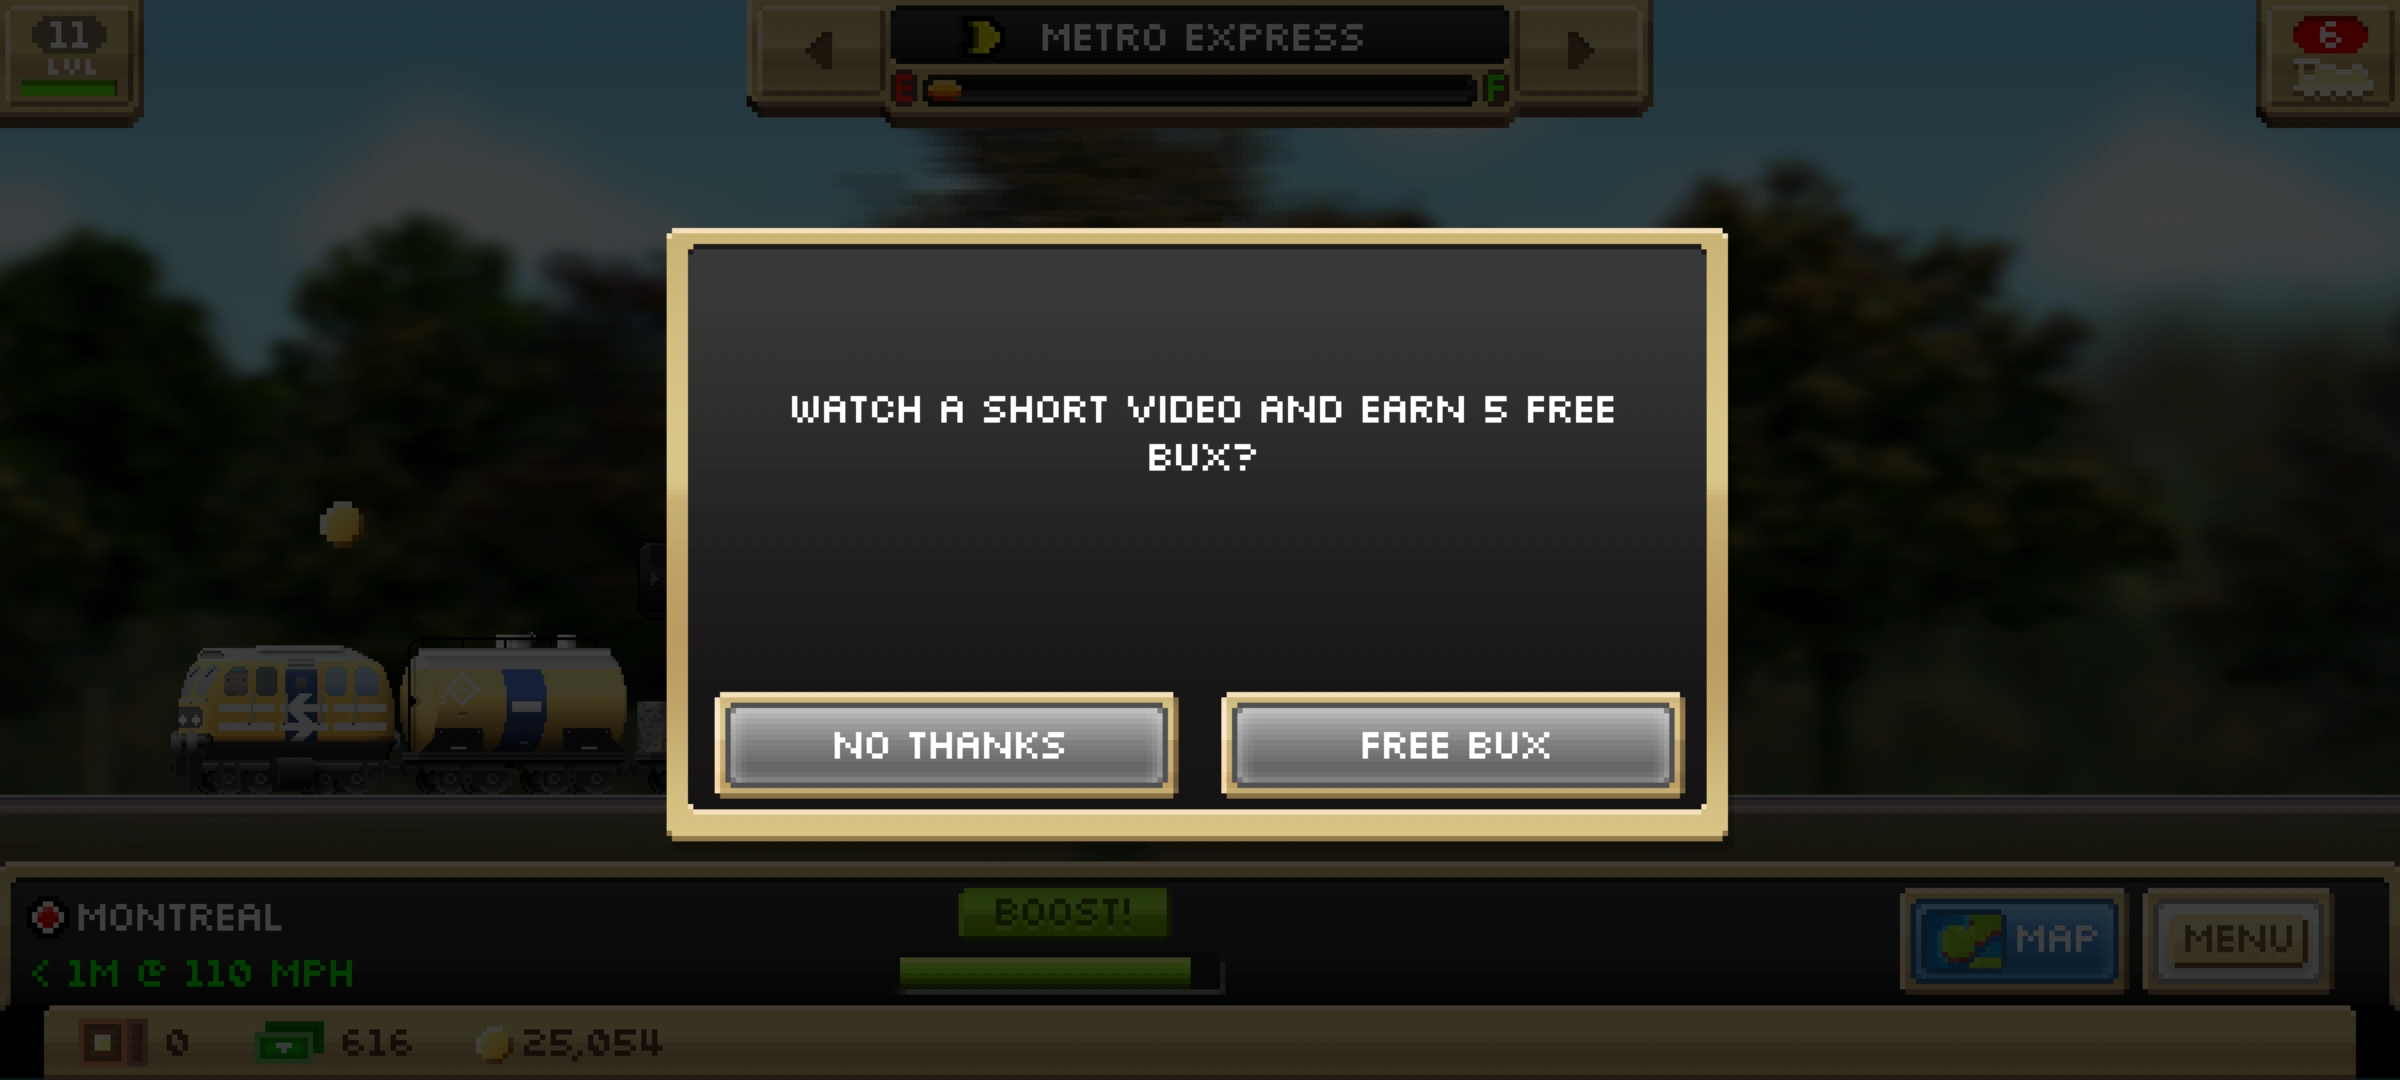 11
LVL
METRO EXPRESS
E
F
6
WATCH A SHORT VIDEO AND EARN 5 FREE
BUX?
NO THANKS
FREE BUX
MONTREAL
< 1M @ 110 MPH
BOOST!
MAP
MENU
0
616
25,054